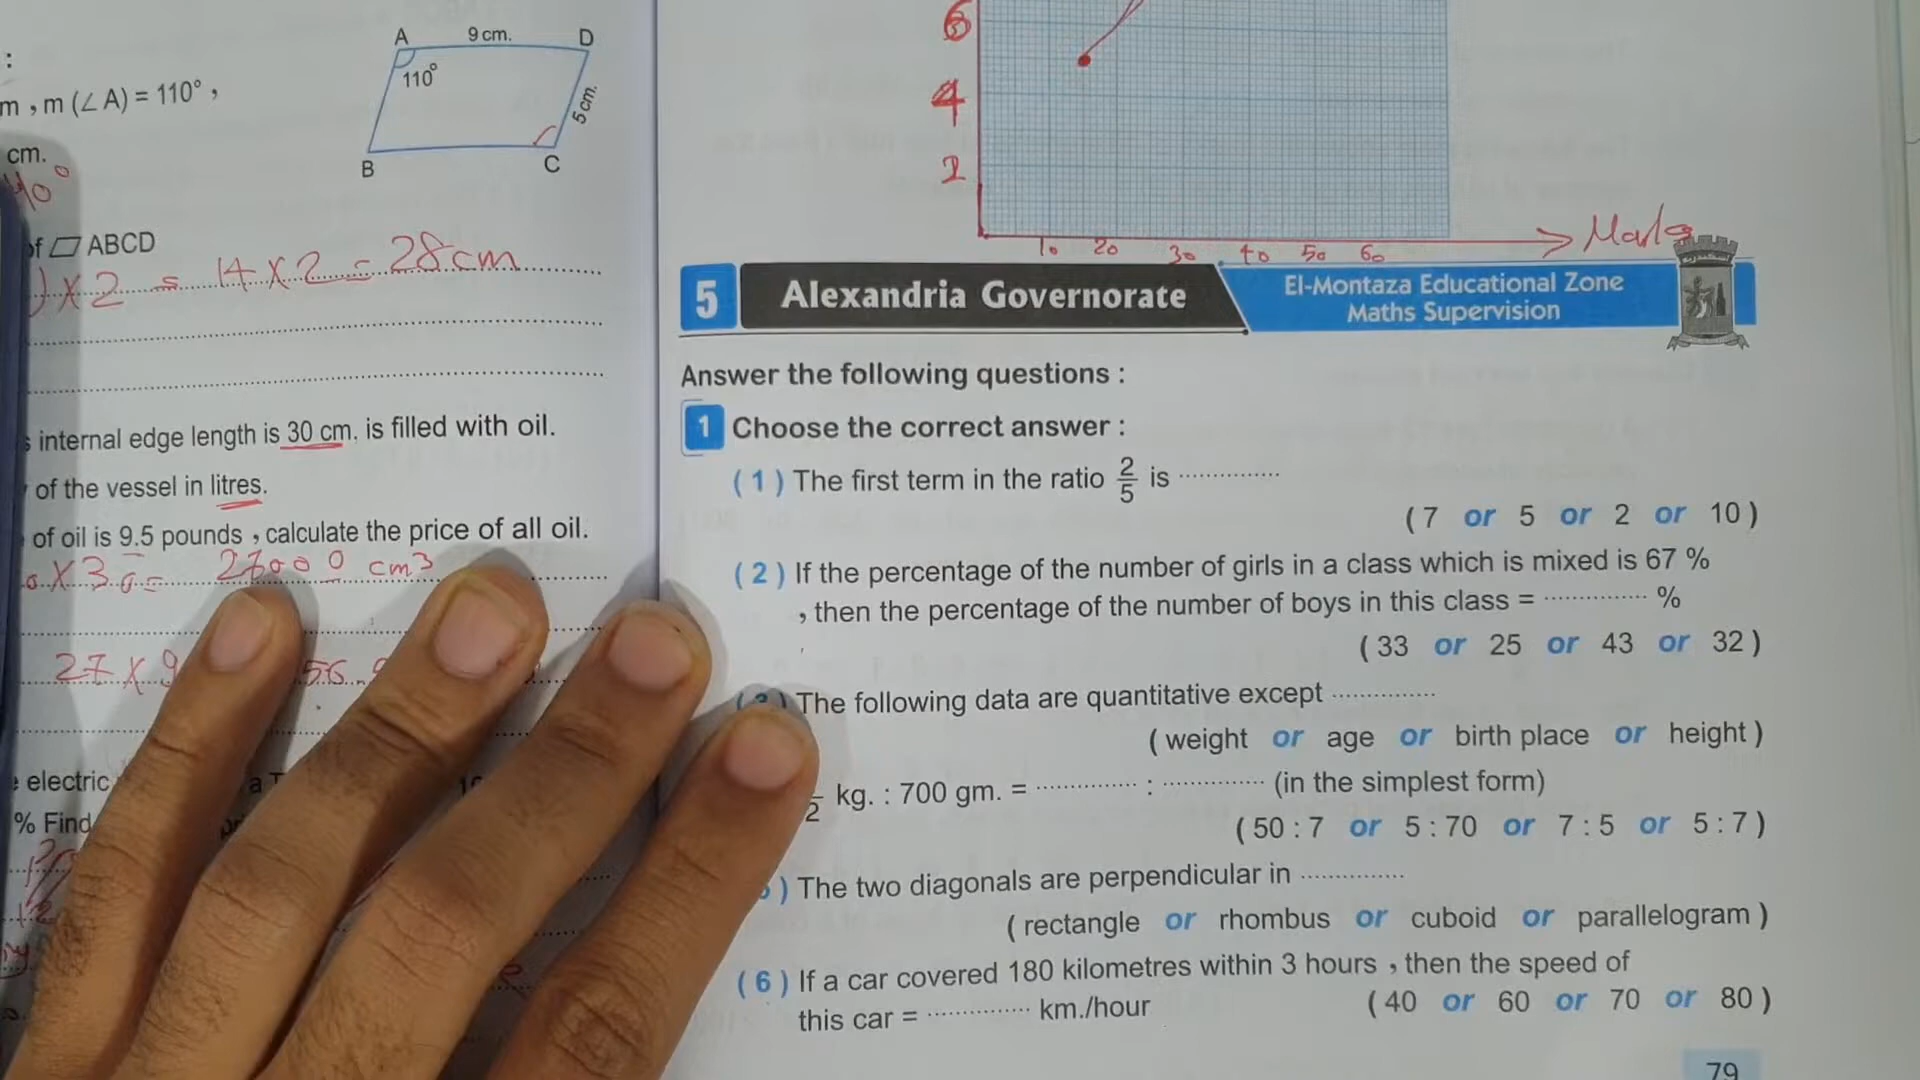 :
A 9 cm. D
110°
m , m (∠ A) = 110° ,
5 cm.
cm.
B C
f ▱ ABCD
) x 2 = 14 x 2 = 28 cm
internal edge length is 30 cm. is filled with oil.
of the vessel in litres.
of oil is 9.5 pounds , calculate the price of all oil.
x 30 = 27000 cm³
27 x 9
electric
% Find
6
4
2
10 20 30 40 50 60
Marks
5 Alexandria Governorate
El-Montaza Educational Zone
Maths Supervision
Answer the following questions :
1 Choose the correct answer :
( 1 ) The first term in the ratio 2/5 is ...............
( 7 or 5 or 2 or 10 )
( 2 ) If the percentage of the number of girls in a class which is mixed is 67 %
, then the percentage of the number of boys in this class = ............... %
( 33 or 25 or 43 or 32 )
( 3 ) The following data are quantitative except ...............
( weight or age or birth place or height )
2 kg. : 700 gm. = ............... : ............... (in the simplest form)
( 50 : 7 or 5 : 70 or 7 : 5 or 5 : 7 )
) The two diagonals are perpendicular in ...............
( rectangle or rhombus or cuboid or parallelogram )
( 6 ) If a car covered 180 kilometres within 3 hours , then the speed of
this car = ............... km./hour
( 40 or 60 or 70 or 80 )
79